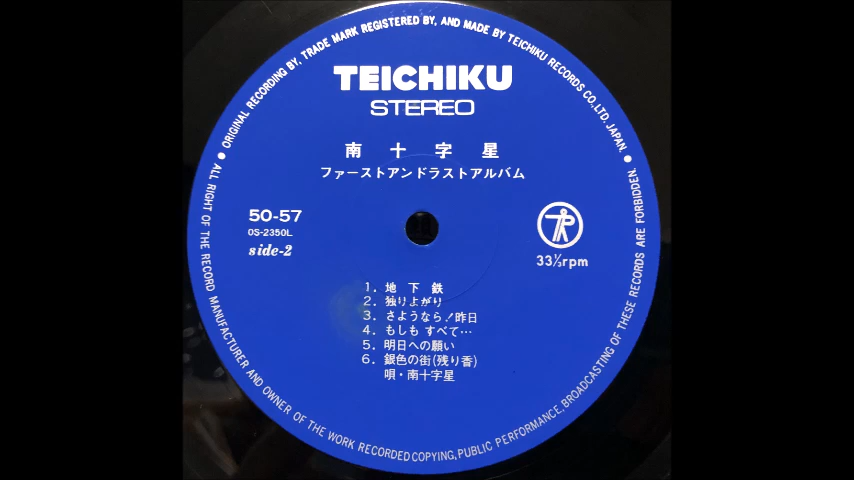 ● ORIGINAL RECORDING BY, TRADE MARK REGISTERED BY, AND MADE BY TEICHIKU RECORDS CO., LTD. JAPAN. ●
TEICHIKU
STEREO
南十字星
ファーストアンドラストアルバム
50-57
OS-2350L
side-2
33⅓rpm
1. 地下鉄
2. 独りよがり
3. さようなら!昨日
4. もしも すべて…
5. 明日への願い
6. 銀色の街(残り香)
唄・南十字星
ALL RIGHT OF THE RECORD MANUFACTURER AND OWNER OF THE WORK RECORDED COPYING, PUBLIC PERFORMANCE, BROADCASTING OF THESE RECORDS ARE FORBIDDEN.